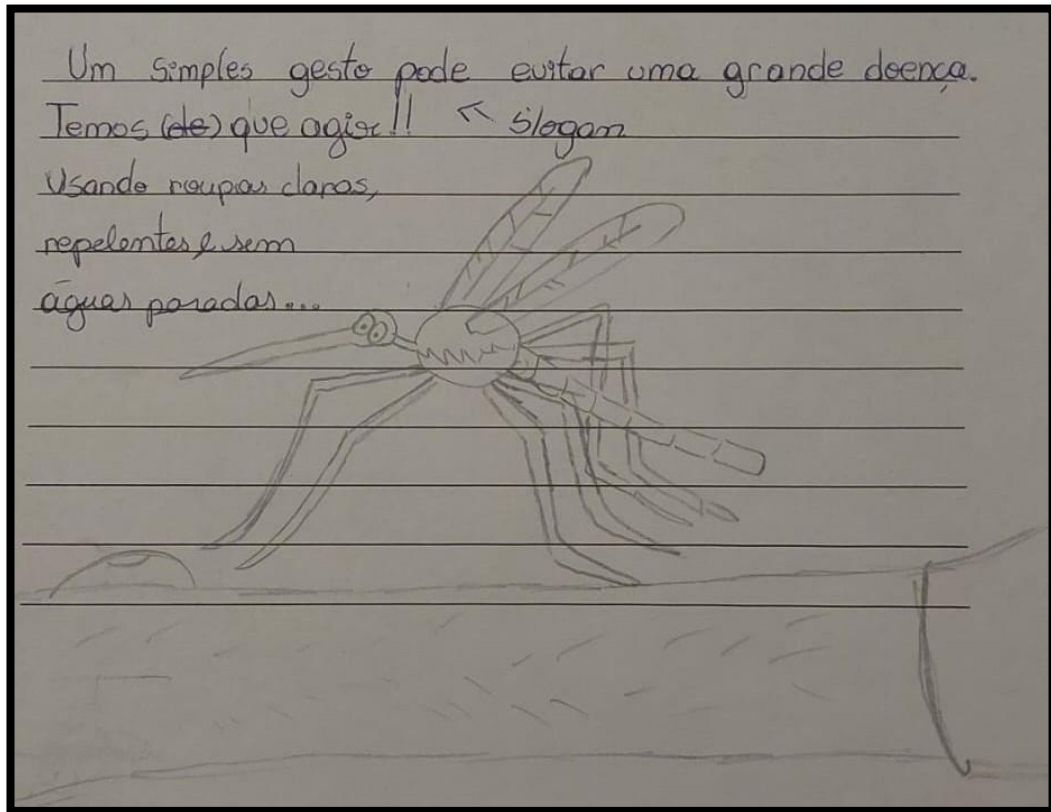 Um simples gesto pode evitar uma grande doença.
Temos (de) que agir!! ↖ slogan
Usando roupas claras,
repelentes e sem
águas paradas...